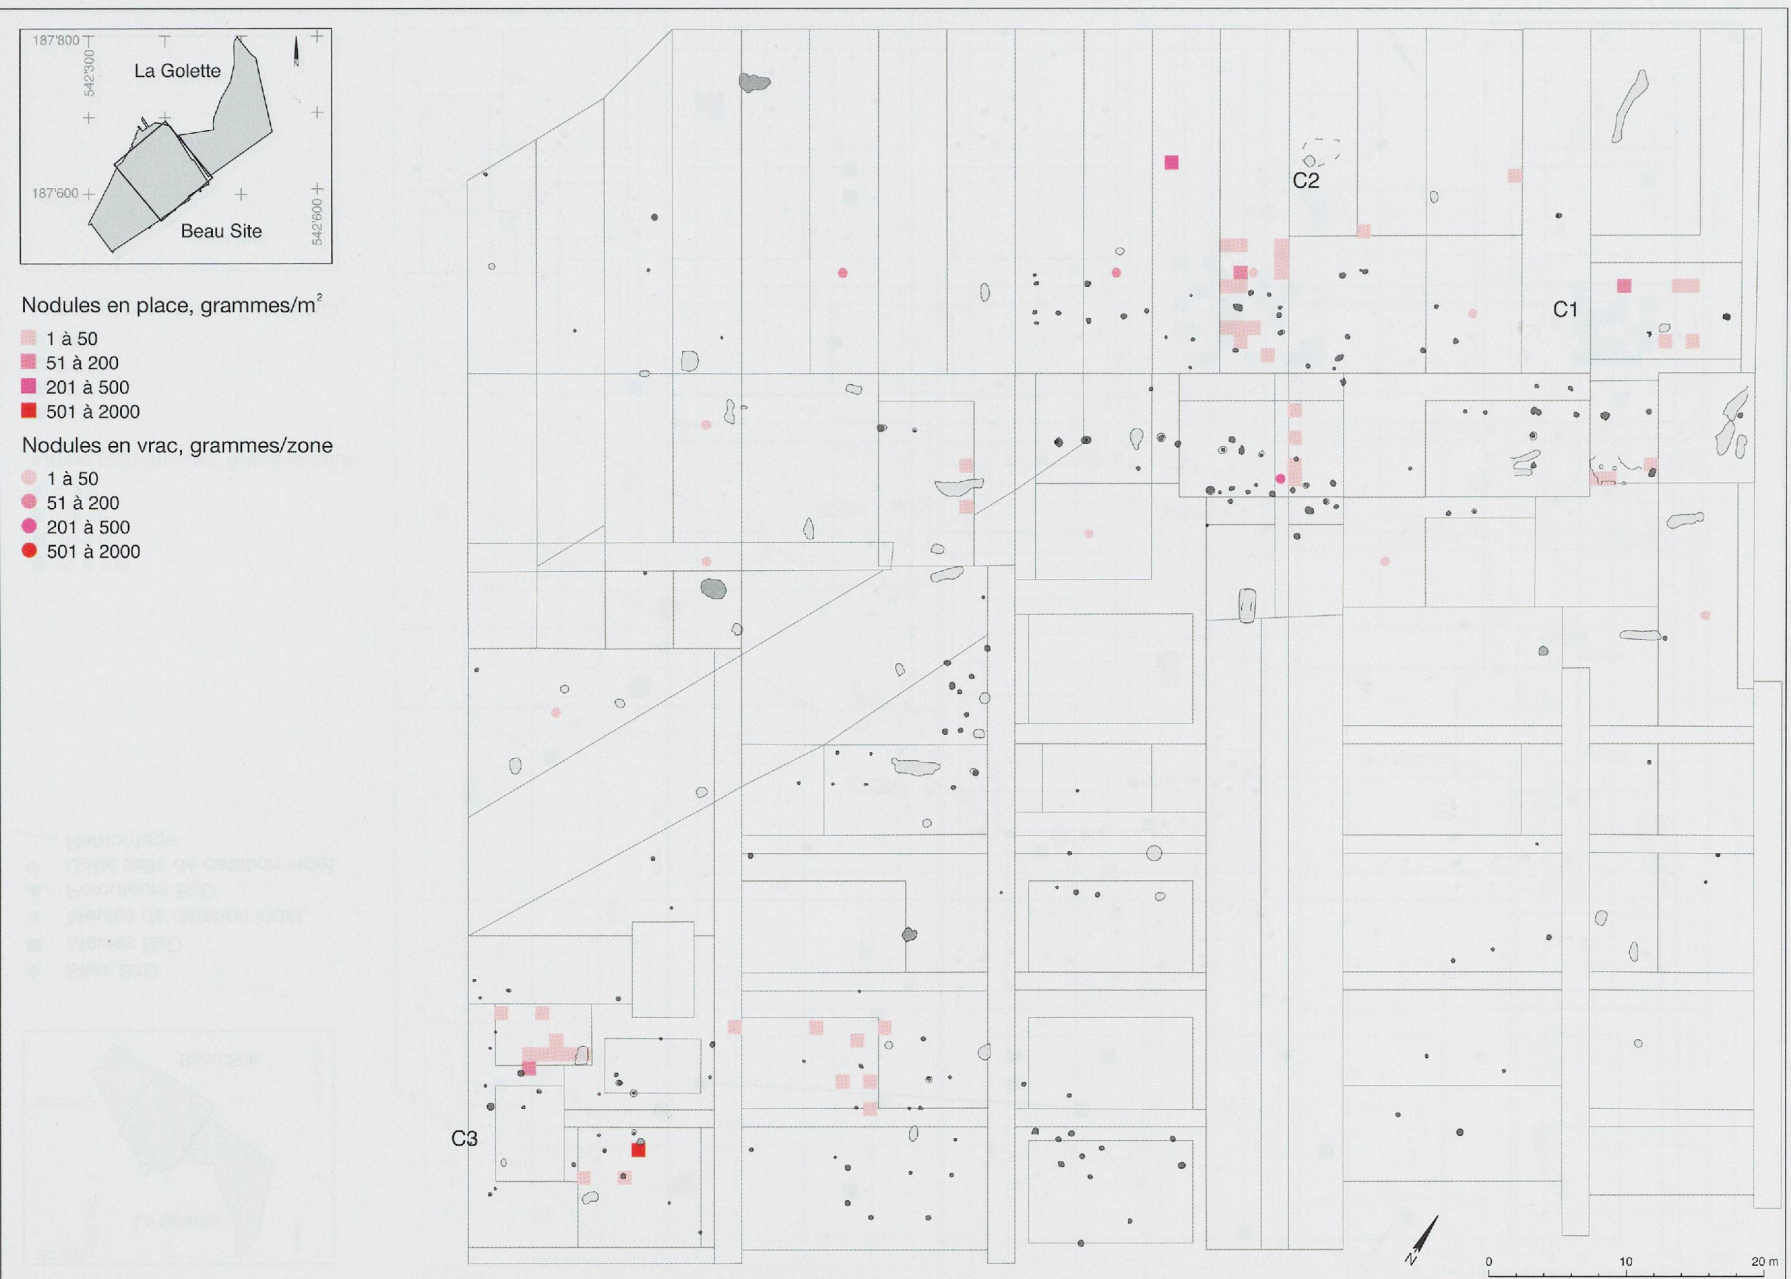 187'800
542'300
La Golette
N
187'600
Beau Site
542'600
Nodules en place, grammes/m²
1 à 50
51 à 200
201 à 500
501 à 2000
Nodules en vrac, grammes/zone
1 à 50
51 à 200
201 à 500
501 à 2000
C2
C1
C3
N
0 10 20 m